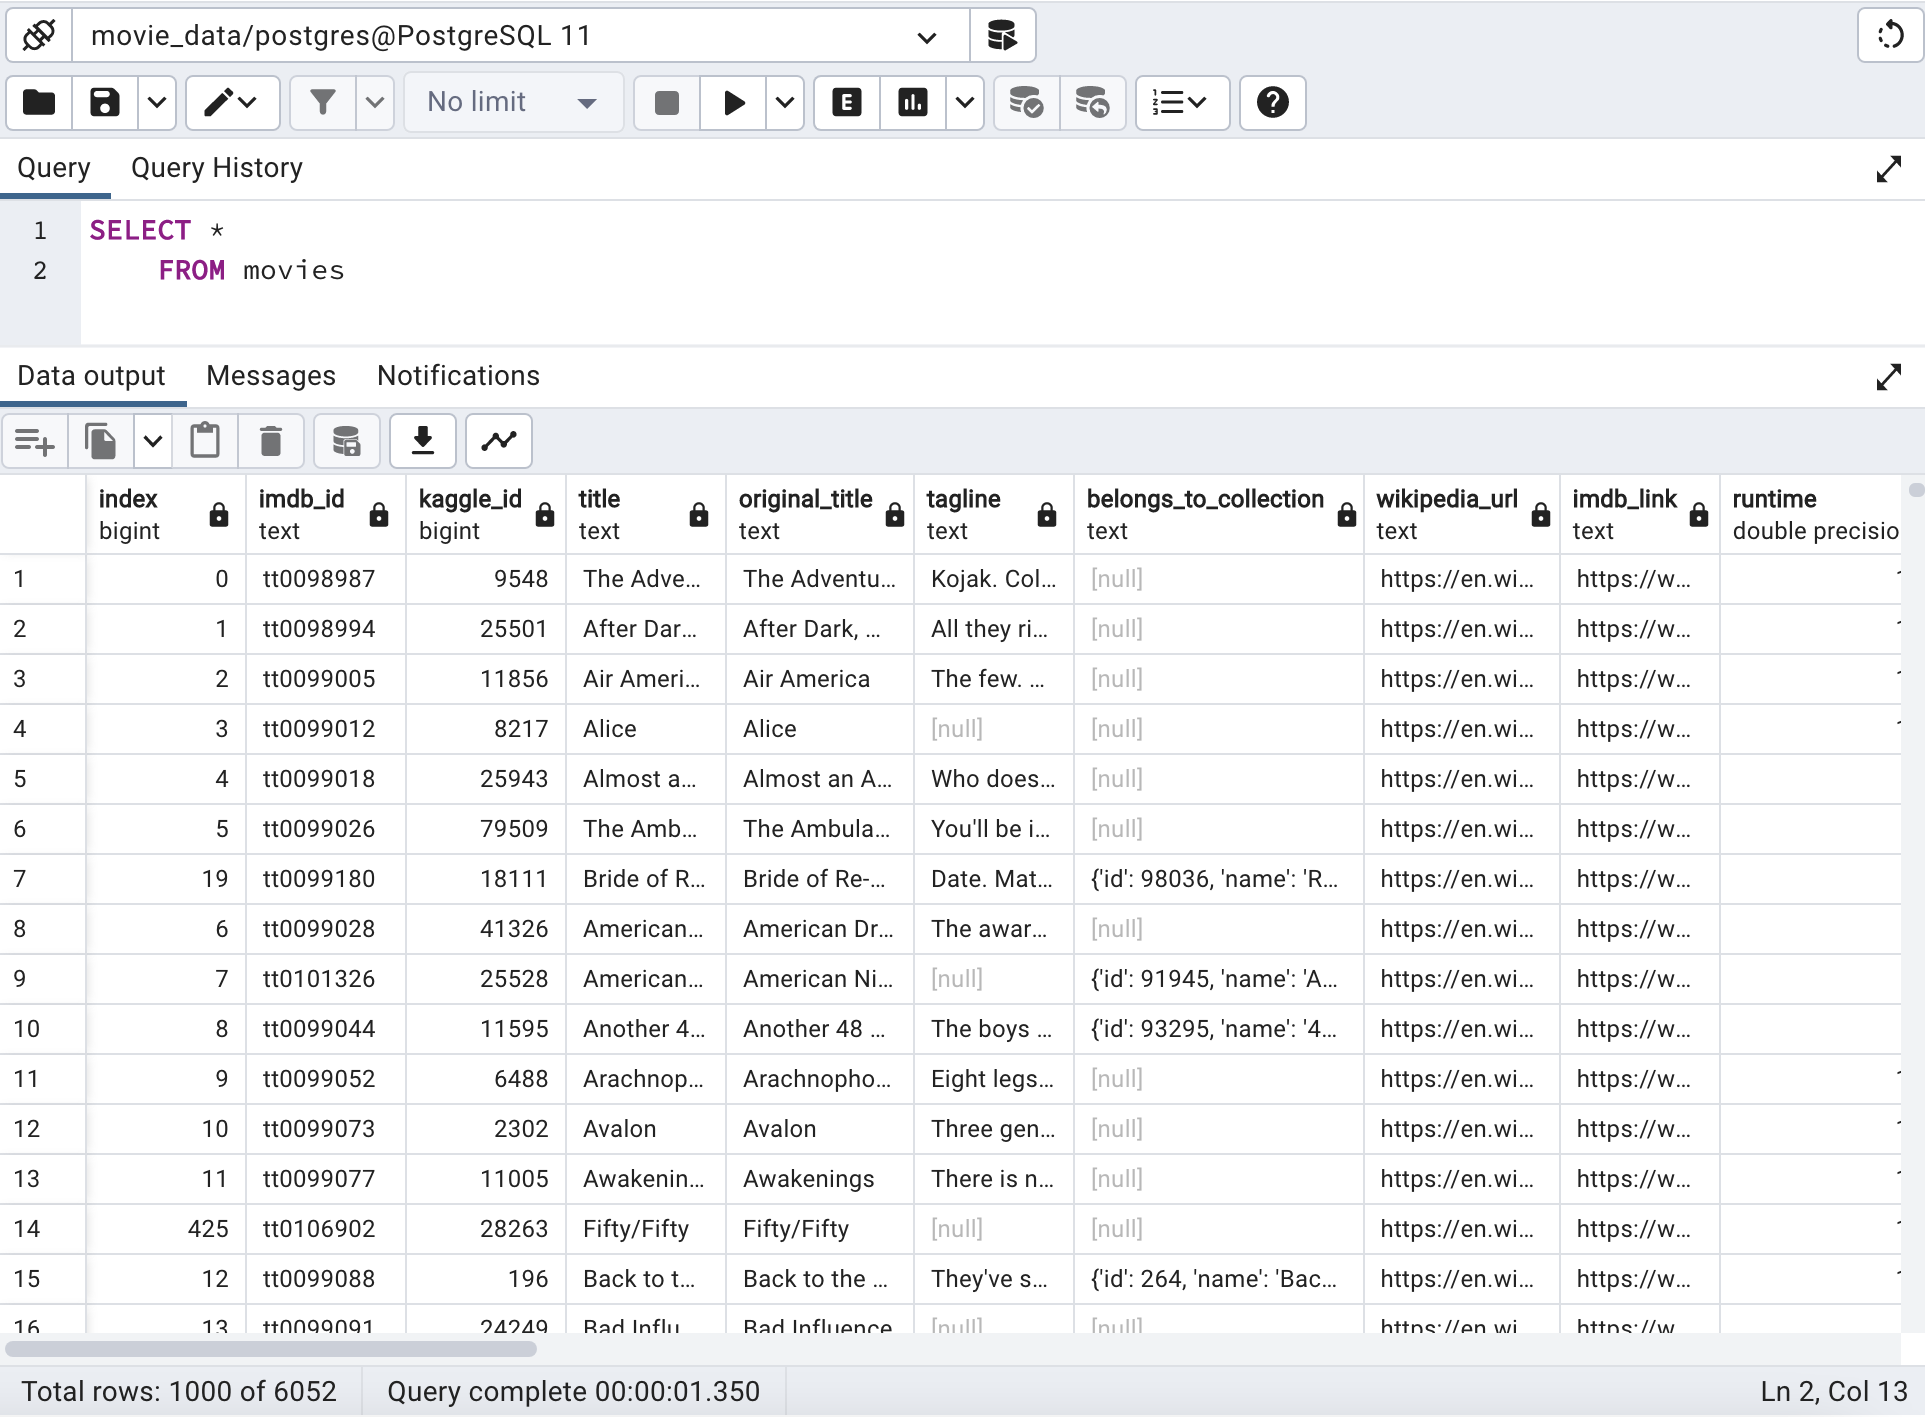 movie_data/postgres@PostgreSQL 11
No limit
E
Query Query History
1 SELECT *
2 FROM movies
Data output Messages Notifications
index imdb_id kaggle_id title original_title tagline belongs_to_collection wikipedia_url imdb_link runtime
bigint text bigint text text text text text text double precisio
1 0 tt0098987 9548 The Adve... The Adventu... Kojak. Col... [null] https://en.wi... https://w...
2 1 tt0098994 25501 After Dar... After Dark, ... All they ri... [null] https://en.wi... https://w...
3 2 tt0099005 11856 Air Ameri... Air America The few. ... [null] https://en.wi... https://w...
4 3 tt0099012 8217 Alice Alice [null] [null] https://en.wi... https://w...
5 4 tt0099018 25943 Almost a... Almost an A... Who does... [null] https://en.wi... https://w...
6 5 tt0099026 79509 The Amb... The Ambula... You'll be i... [null] https://en.wi... https://w...
7 19 tt0099180 18111 Bride of R... Bride of Re-... Date. Mat... {'id': 98036, 'name': 'R... https://en.wi... https://w...
8 6 tt0099028 41326 American... American Dr... The awar... [null] https://en.wi... https://w...
9 7 tt0101326 25528 American... American Ni... [null] {'id': 91945, 'name': 'A... https://en.wi... https://w...
10 8 tt0099044 11595 Another 4... Another 48 ... The boys ... {'id': 93295, 'name': '4... https://en.wi... https://w...
11 9 tt0099052 6488 Arachnop... Arachnopho... Eight legs... [null] https://en.wi... https://w...
12 10 tt0099073 2302 Avalon Avalon Three gen... [null] https://en.wi... https://w...
13 11 tt0099077 11005 Awakenin... Awakenings There is n... [null] https://en.wi... https://w...
14 425 tt0106902 28263 Fifty/Fifty Fifty/Fifty [null] [null] https://en.wi... https://w...
15 12 tt0099088 196 Back to t... Back to the ... They've s... {'id': 264, 'name': 'Bac... https://en.wi... https://w...
16 13 tt0099091 24249 Bad Influ Bad Influence [null] [null] https://en.wi https://w
Total rows: 1000 of 6052 Query complete 00:00:01.350 Ln 2, Col 13